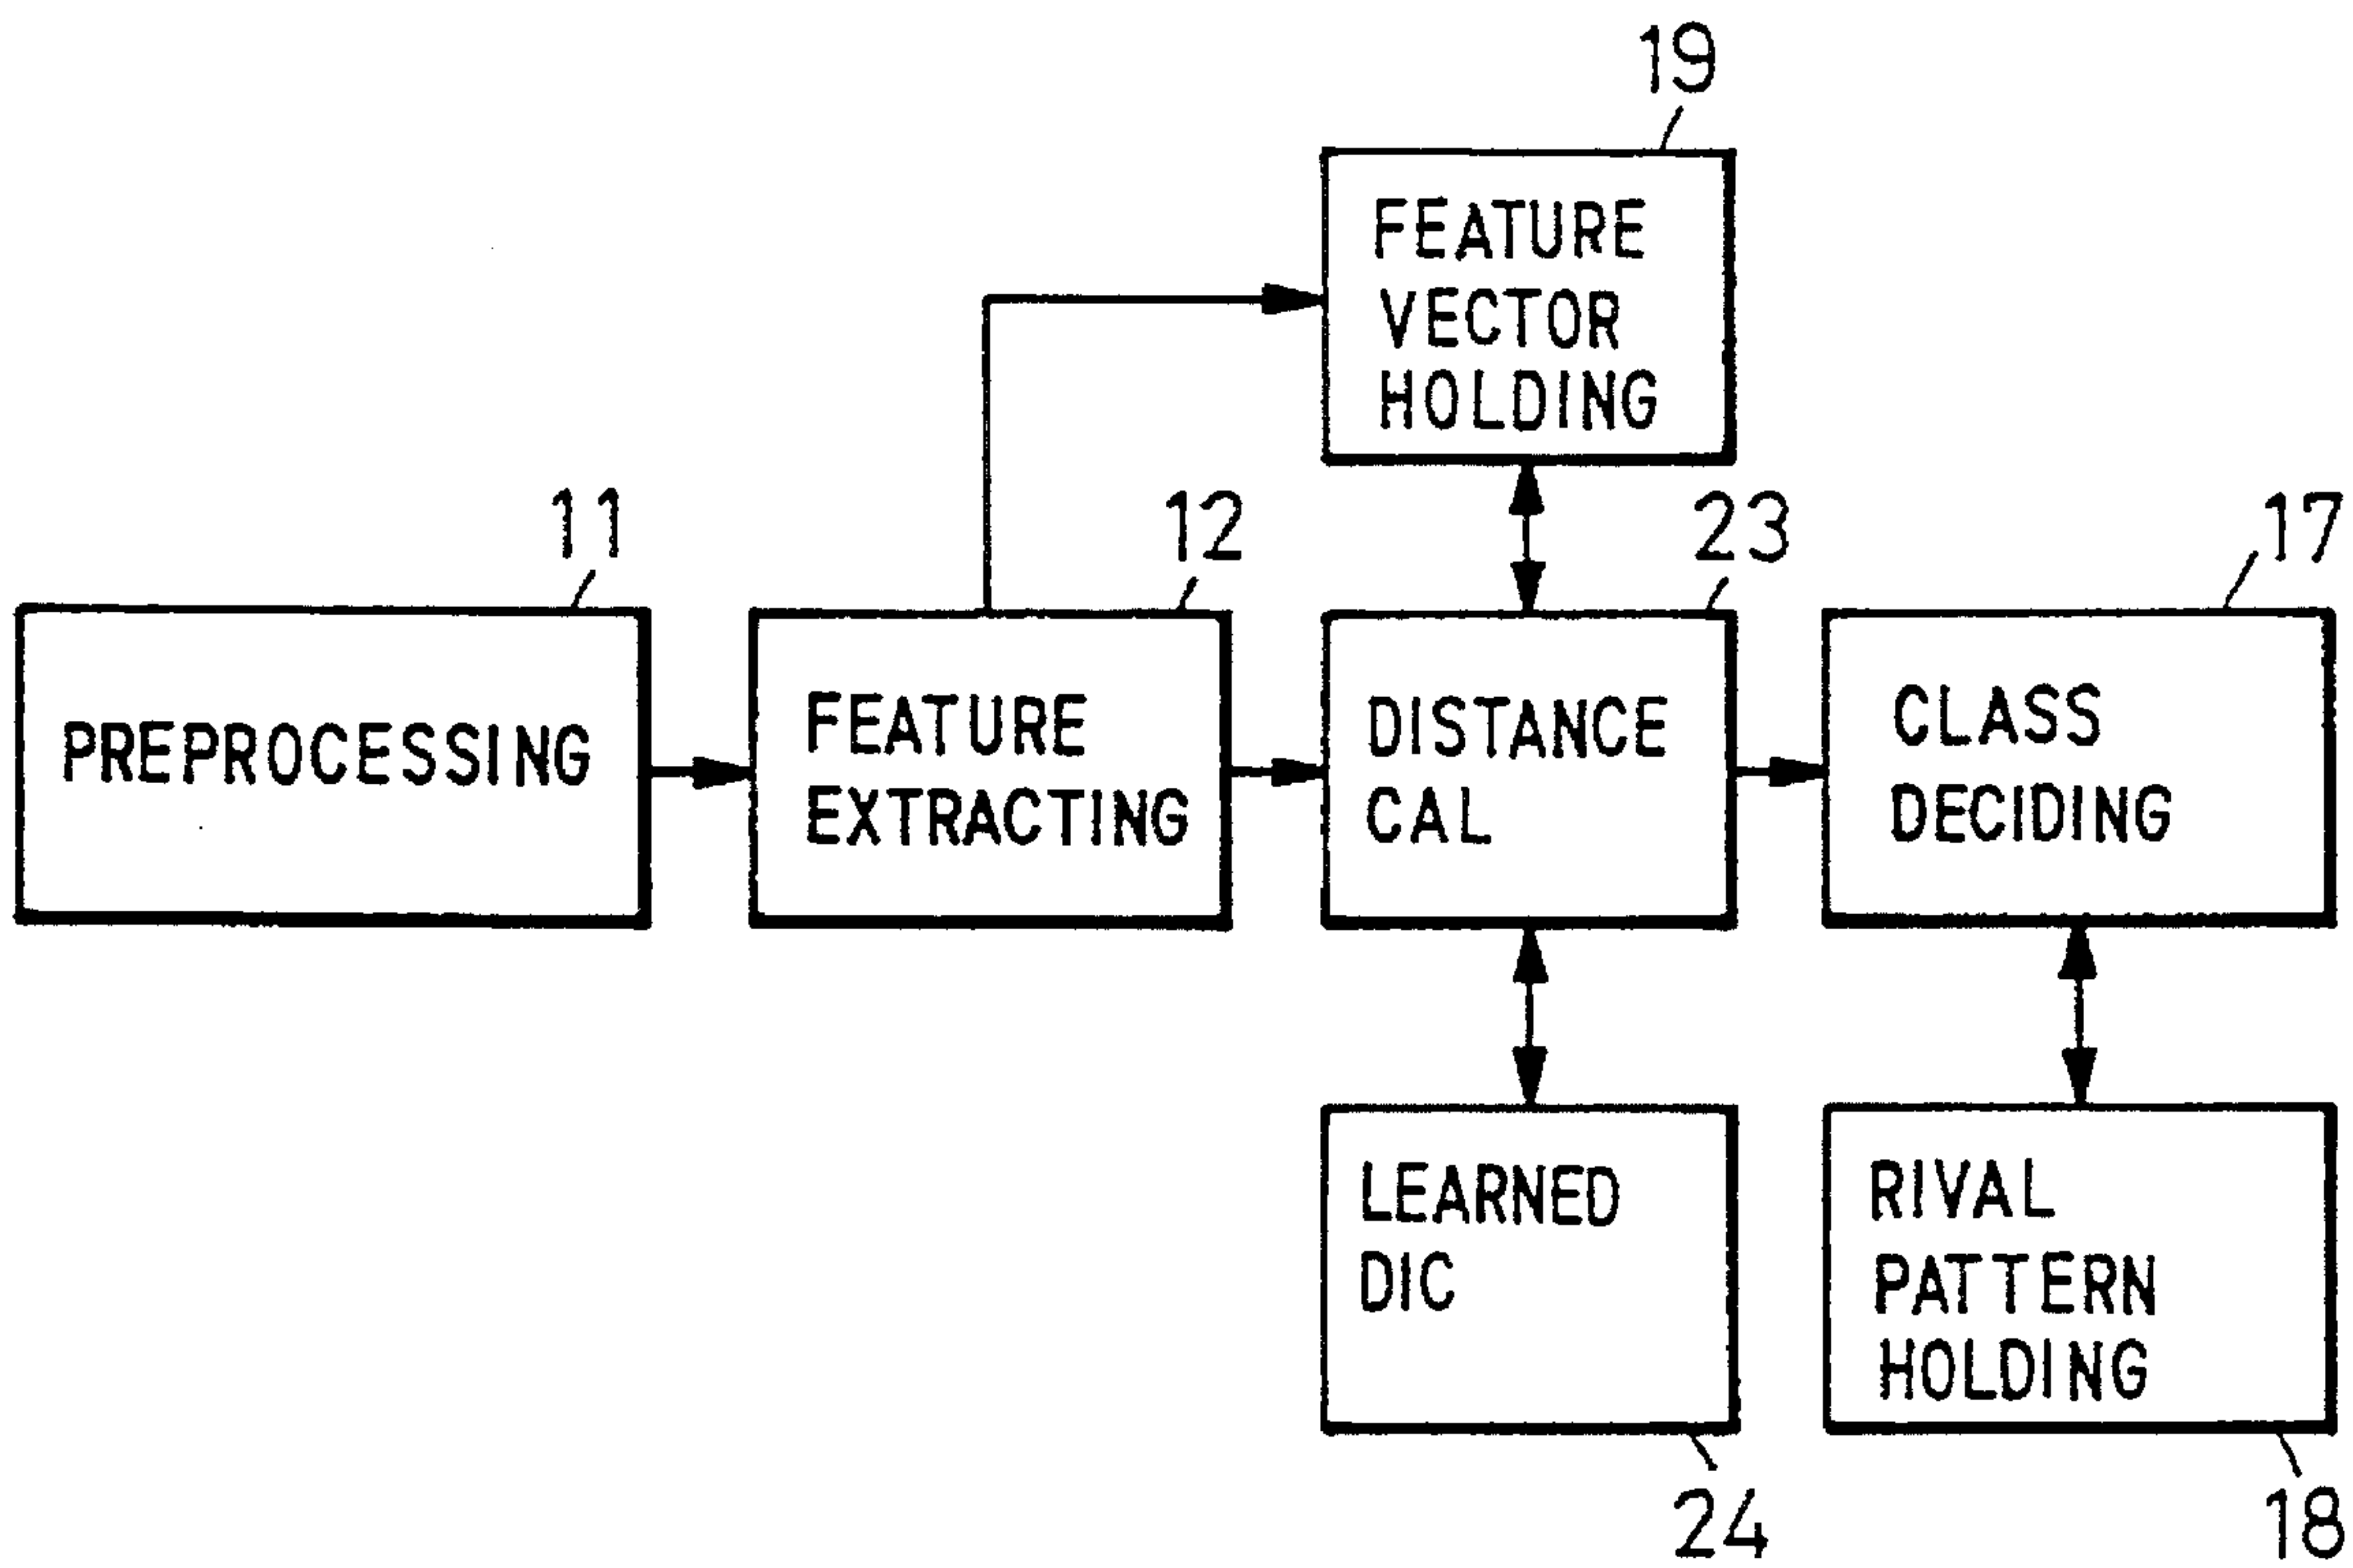 19
FEATURE
VECTOR
HOLDING
11
12
23
17
PREPROCESSING
FEATURE
EXTRACTING
DISTANCE
CAL
CLASS
DECIDING
LEARNED
DIC
RIVAL
PATTERN
HOLDING
24
18